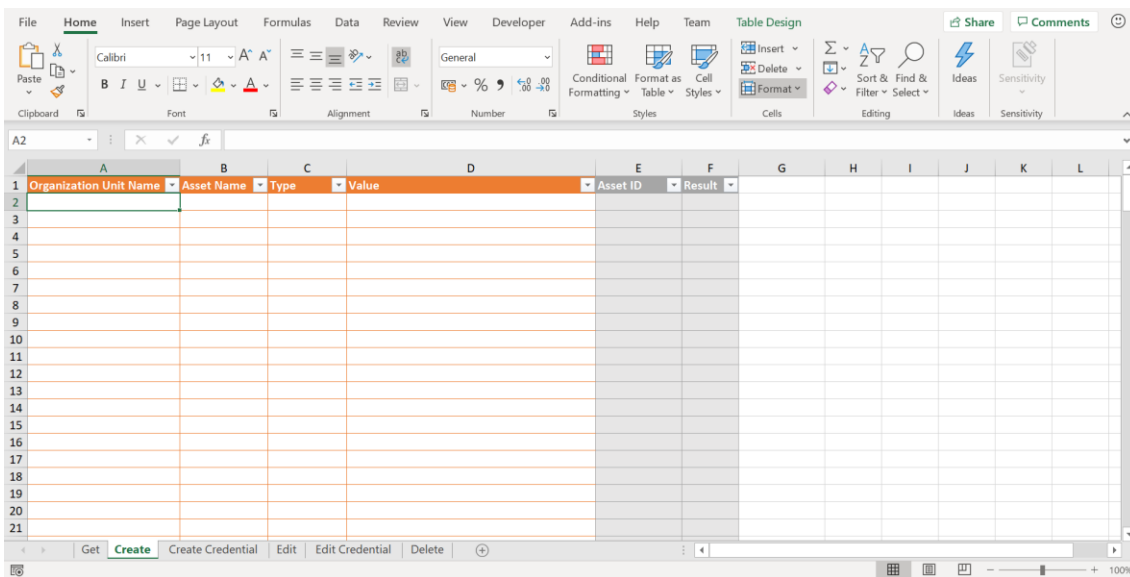 File Home Insert Page Layout Formulas Data Review View Developer Add-ins Help Team Table Design Share Comments
Calibri 11 A^ A˅ ab General Insert Σ
Paste Conditional Format as Cell Delete Sort & Find & Ideas Sensitivity
B I U A % 9 .00 Formatting Table Styles Format Filter Select
Clipboard Font Alignment Number Styles Cells Editing Ideas Sensitivity
A2 fx
A B C D E F G H I J K L
1 Organization Unit Name Asset Name Type Value Asset ID Result
2
3
4
5
6
7
8
9
10
11
12
13
14
15
16
17
18
19
20
21
Get Create Create Credential Edit Edit Credential Delete
100%